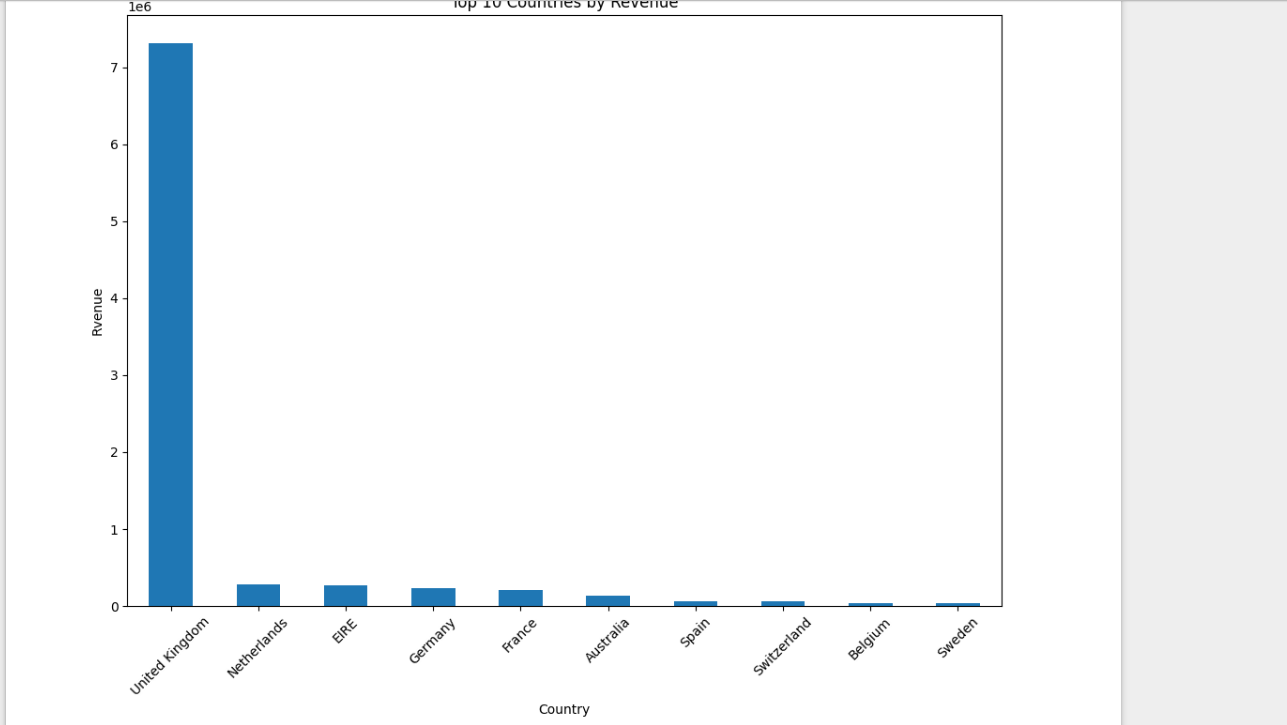 Top 10 Countries by Revenue
1e6
7
6
5
4
3
2
1
0
Rvenue
United Kingdom
Netherlands
EIRE
Germany
France
Australia
Spain
Switzerland
Belgium
Sweden
Country